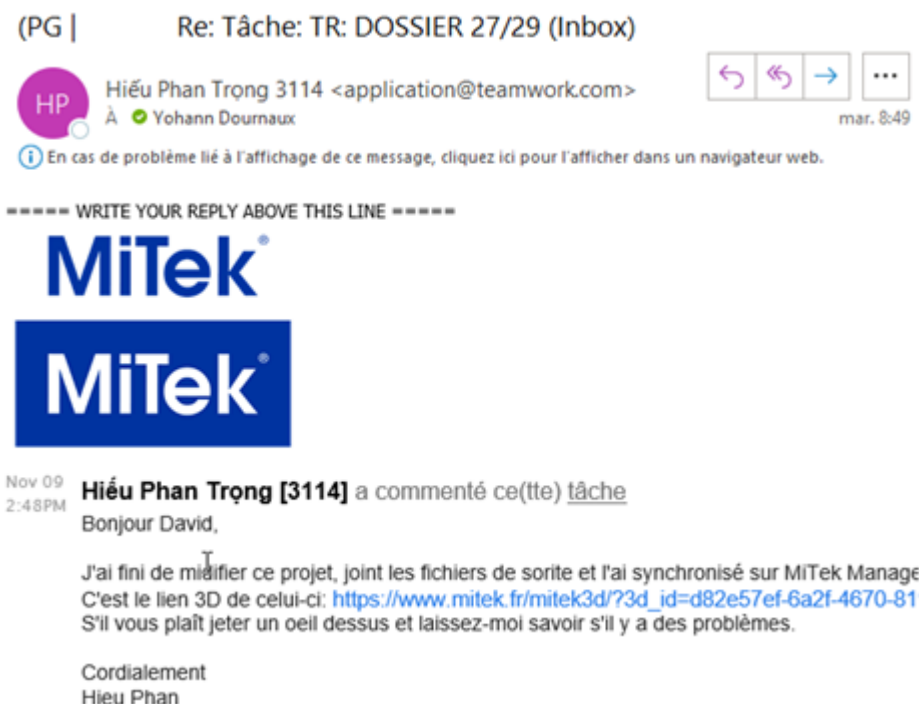 (PG | Re: Tâche: TR: DOSSIER 27/29 (Inbox)
HP
Hiếu Phan Trọng 3114 <application@teamwork.com>
À Yohann Dournaux
mar. 8:49
En cas de problème lié à l'affichage de ce message, cliquez ici pour l'afficher dans un navigateur web.
===== WRITE YOUR REPLY ABOVE THIS LINE =====
MiTek®
MiTek®
Nov 09
2:48PM
Hiếu Phan Trọng [3114] a commenté ce(tte) tâche
Bonjour David,
J'ai fini de midifier ce projet, joint les fichiers de sorite et l'ai synchronisé sur MiTek Manage
C'est le lien 3D de celui-ci: https://www.mitek.fr/mitek3d/?3d_id=d82e57ef-6a2f-4670-81
S'il vous plaît jeter un oeil dessus et laissez-moi savoir s'il y a des problèmes.
Cordialement
Hieu Phan